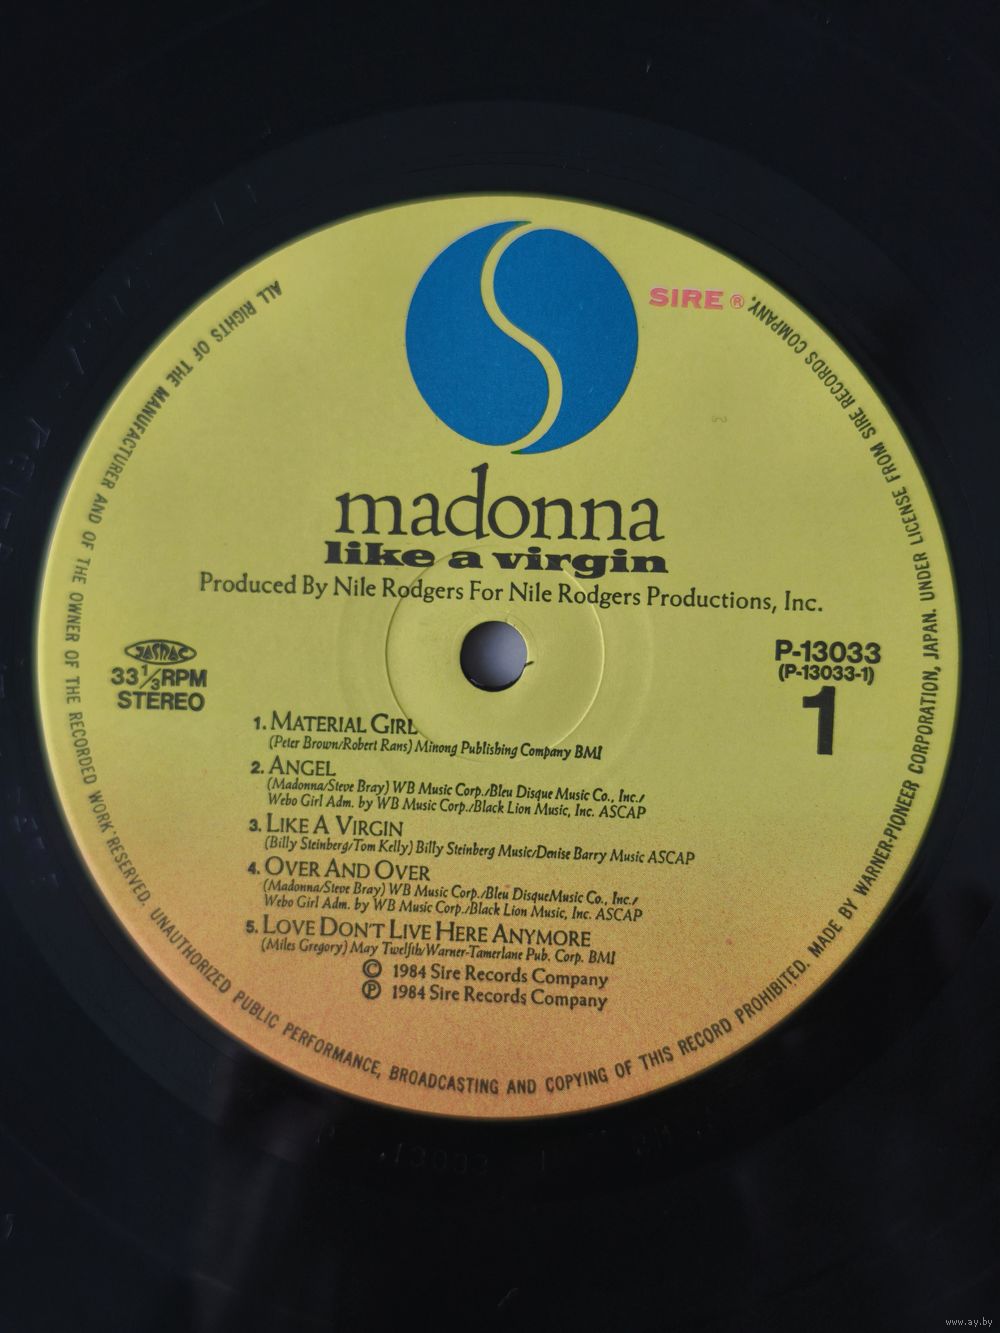 SIRE ®
madonna
like a virgin
Produced By Nile Rodgers For Nile Rodgers Productions, Inc.
JASRAC
33 1/3 RPM
STEREO
P-13033
(P-13033-1)
1
1. MATERIAL GIRL
(Peter Brown/Robert Rans) Minong Publishing Company BMI
2. ANGEL
(Madonna/Steve Bray) WB Music Corp./Bleu Disque Music Co., Inc./
Webo Girl Adm. by WB Music Corp./Black Lion Music, Inc. ASCAP
3. LIKE A VIRGIN
(Billy Steinberg/Tom Kelly) Billy Steinberg Music/Denise Barry Music ASCAP
4. OVER AND OVER
(Madonna/Steve Bray) WB Music Corp./Bleu DisqueMusic Co., Inc./
Webo Girl Adm. by WB Music Corp./Black Lion Music, Inc. ASCAP
5. LOVE DON'T LIVE HERE ANYMORE
(Miles Gregory) May Twelfth/Warner-Tamerlane Pub. Corp. BMI
© 1984 Sire Records Company
℗ 1984 Sire Records Company
ALL RIGHTS OF THE MANUFACTURER AND OF THE OWNER OF THE RECORDED WORK RESERVED. UNAUTHORIZED PUBLIC PERFORMANCE, BROADCASTING AND COPYING OF THIS RECORD PROHIBITED. MADE BY WARNER-PIONEER CORPORATION, JAPAN. UNDER LICENSE FROM SIRE RECORDS COMPANY.
www.ay.by